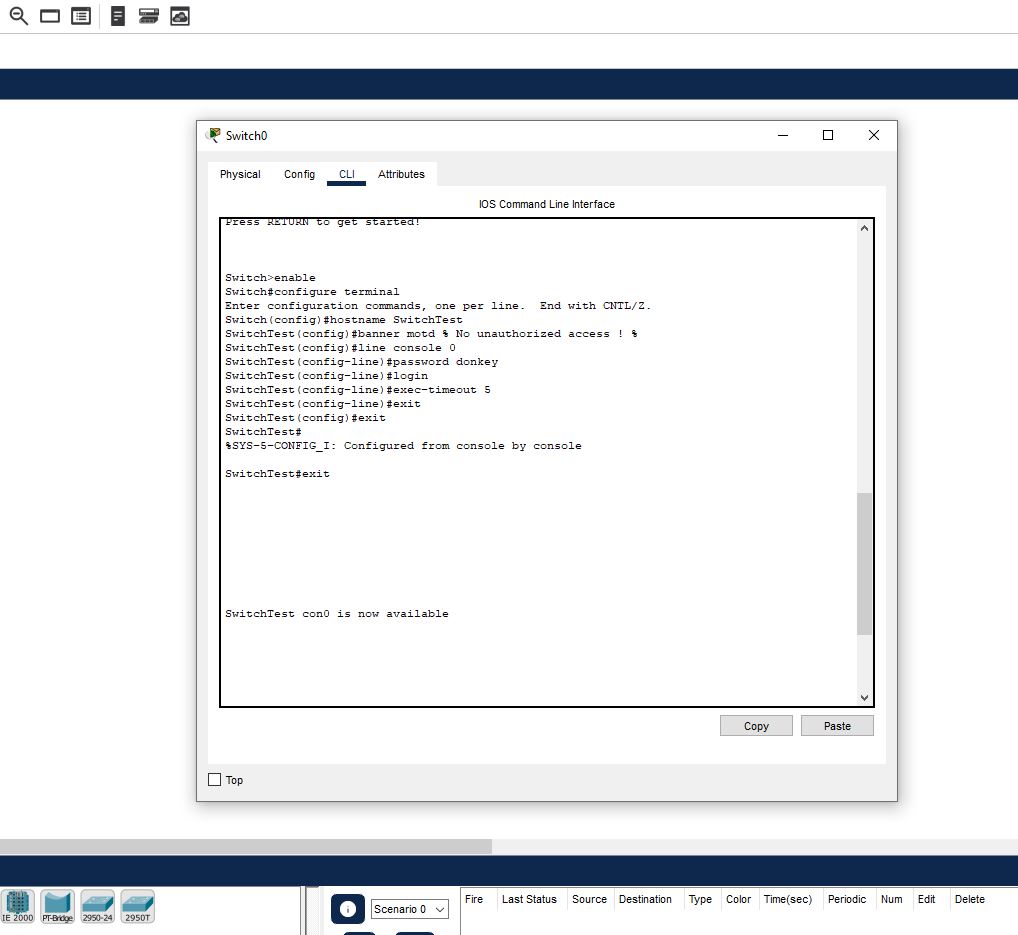 Switch0
Physical Config CLI Attributes
IOS Command Line Interface
Press RETURN to get started!
Switch>enable
Switch#configure terminal
Enter configuration commands, one per line.  End with CNTL/Z.
Switch(config)#hostname SwitchTest
SwitchTest(config)#banner motd % No unauthorized access ! %
SwitchTest(config)#line console 0
SwitchTest(config-line)#password donkey
SwitchTest(config-line)#login
SwitchTest(config-line)#exec-timeout 5
SwitchTest(config-line)#exit
SwitchTest(config)#exit
SwitchTest#
%SYS-5-CONFIG_I: Configured from console by console
SwitchTest#exit
SwitchTest con0 is now available
Copy Paste
Top
IE 2000 PT-Bridge 2950-24 2950T
Scenario 0
Fire Last Status Source Destination Type Color Time(sec) Periodic Num Edit Delete